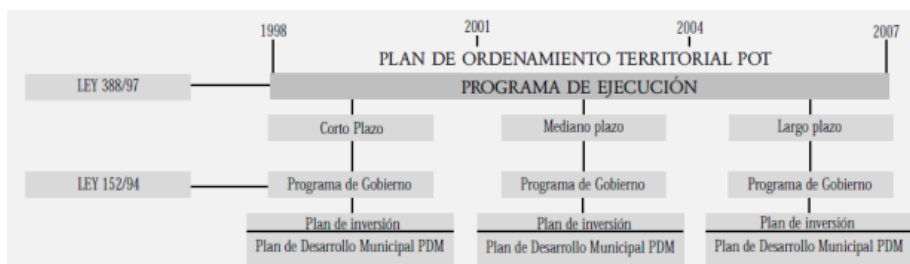 1998 2001 2004 2007
PLAN DE ORDENAMIENTO TERRITORIAL POT
LEY 388/97 PROGRAMA DE EJECUCIÓN
Corto Plazo Mediano plazo Largo plazo
LEY 152/94 Programa de Gobierno Programa de Gobierno Programa de Gobierno
Plan de inversión Plan de inversión Plan de inversión
Plan de Desarrollo Municipal PDM Plan de Desarrollo Municipal PDM Plan de Desarrollo Municipal PDM